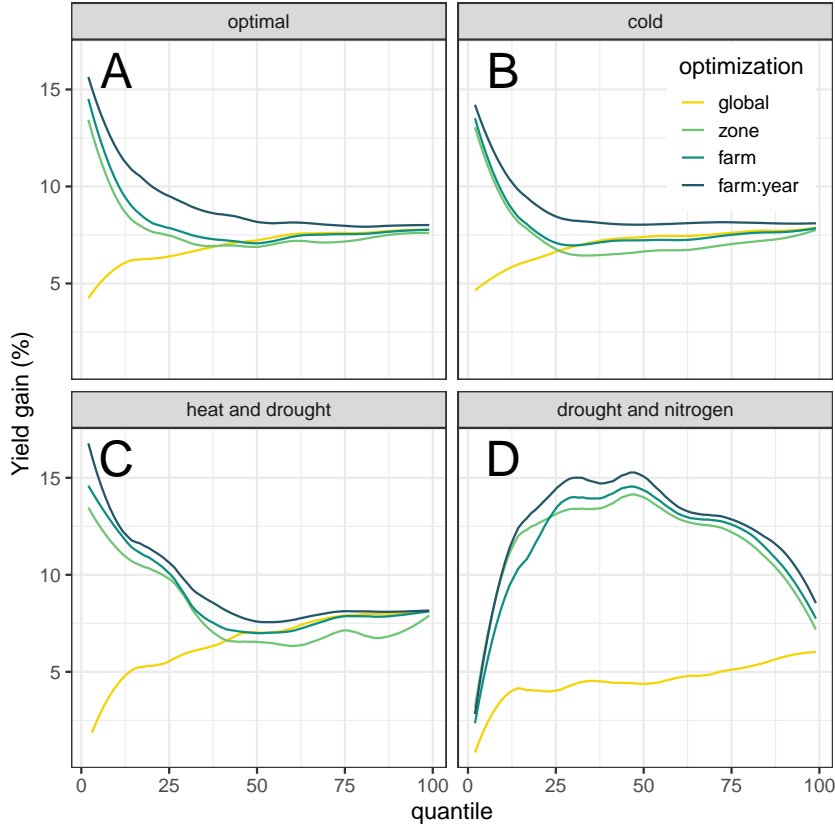 optimal
cold
A
B
optimization
global
zone
farm
farm:year
15
10
5
heat and drought
drought and nitrogen
C
D
15
10
5
0
25
50
75
100
0
25
50
75
100
Yield gain (%)
quantile